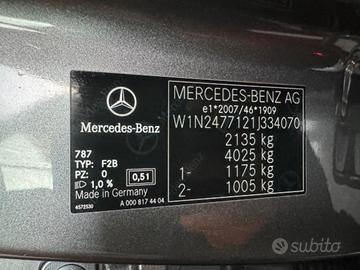 Mercedes-Benz
787
TYP: F2B
PZ: 0
1,0 %
0,51
Made in Germany
4572530
A 000 817 44 04
MERCEDES-BENZ AG
e1*2007/46*1909
W1N2477121J334070
2135 kg
4025 kg
1- 1175 kg
2- 1005 kg
subito